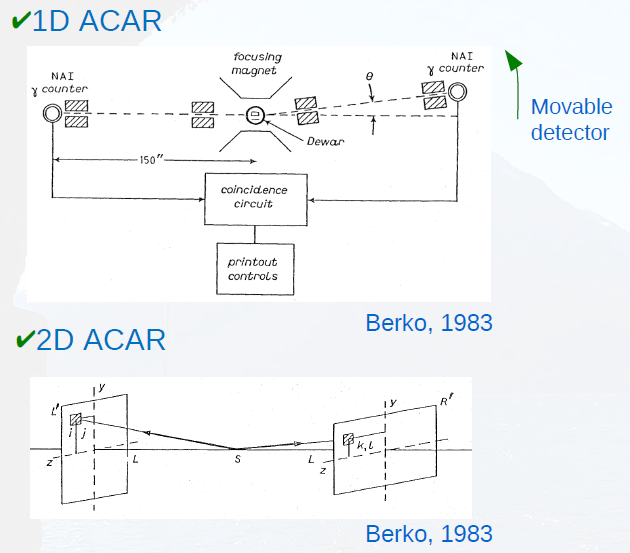 ✔1D ACAR
focusing
magnet
NAI
γ counter
θ
NAI
γ counter
Movable
detector
Dewar
150"
coincidence
circuit
printout
controls
Berko, 1983
✔2D ACAR
y
L'
i j
z
L
S
L
y
R'
k,l
z
Berko, 1983